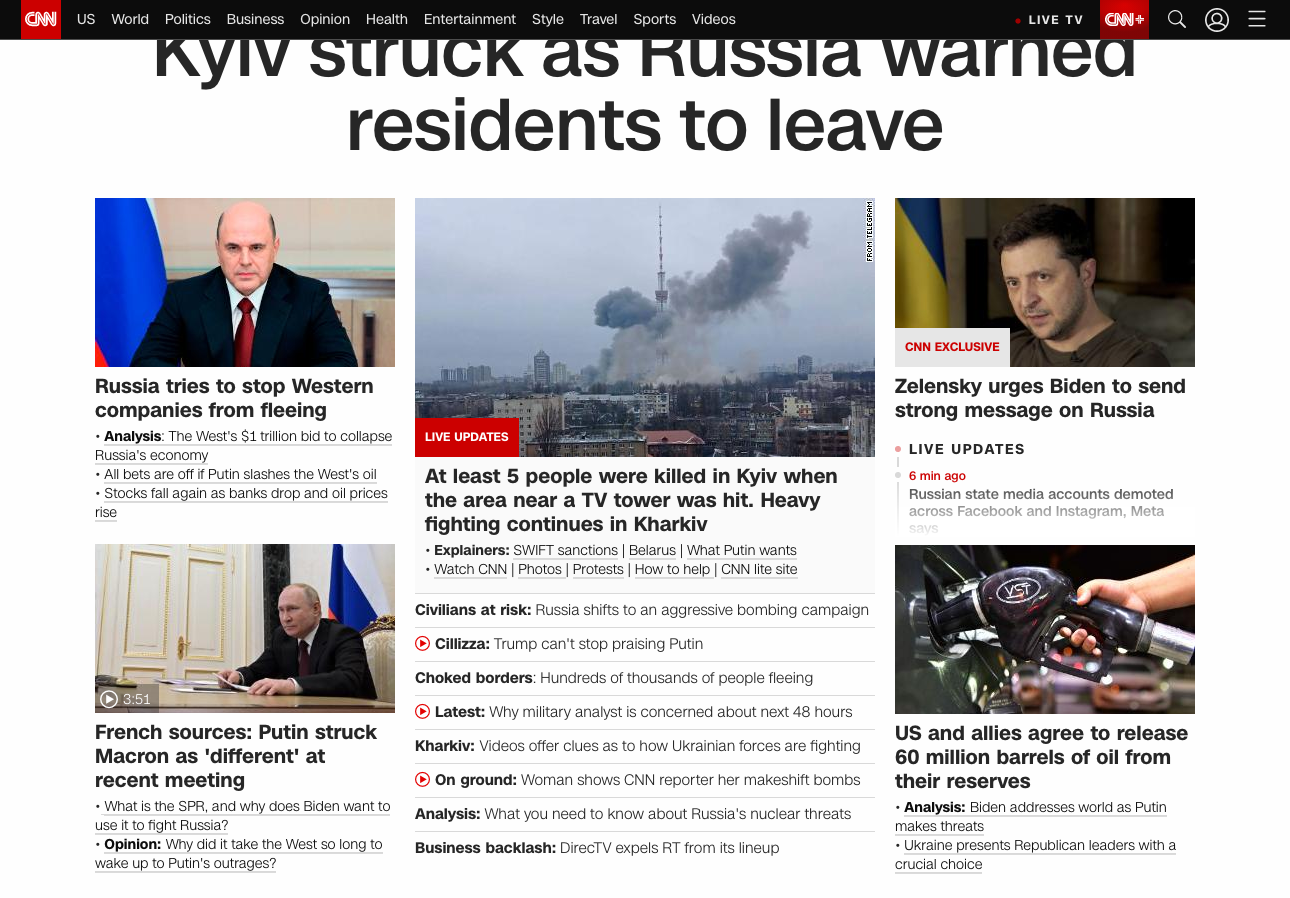 CNN US World Politics Business Opinion Health Entertainment Style Travel Sports Videos LIVE TV CNN+
Kyiv struck as Russia warned
residents to leave
Russia tries to stop Western
companies from fleeing
• Analysis: The West's $1 trillion bid to collapse
Russia's economy
• All bets are off if Putin slashes the West's oil
• Stocks fall again as banks drop and oil prices
rise
3:51
French sources: Putin struck
Macron as 'different' at
recent meeting
• What is the SPR, and why does Biden want to
use it to fight Russia?
• Opinion: Why did it take the West so long to
wake up to Putin's outrages?
FROM TELEGRAM
LIVE UPDATES
At least 5 people were killed in Kyiv when
the area near a TV tower was hit. Heavy
fighting continues in Kharkiv
• Explainers: SWIFT sanctions | Belarus | What Putin wants
• Watch CNN | Photos | Protests | How to help | CNN lite site
Civilians at risk: Russia shifts to an aggressive bombing campaign
Cillizza: Trump can't stop praising Putin
Choked borders: Hundreds of thousands of people fleeing
Latest: Why military analyst is concerned about next 48 hours
Kharkiv: Videos offer clues as to how Ukrainian forces are fighting
On ground: Woman shows CNN reporter her makeshift bombs
Analysis: What you need to know about Russia's nuclear threats
Business backlash: DirecTV expels RT from its lineup
CNN EXCLUSIVE
Zelensky urges Biden to send
strong message on Russia
LIVE UPDATES
6 min ago
Russian state media accounts demoted
across Facebook and Instagram, Meta
says
VST
US and allies agree to release
60 million barrels of oil from
their reserves
• Analysis: Biden addresses world as Putin
makes threats
• Ukraine presents Republican leaders with a
crucial choice